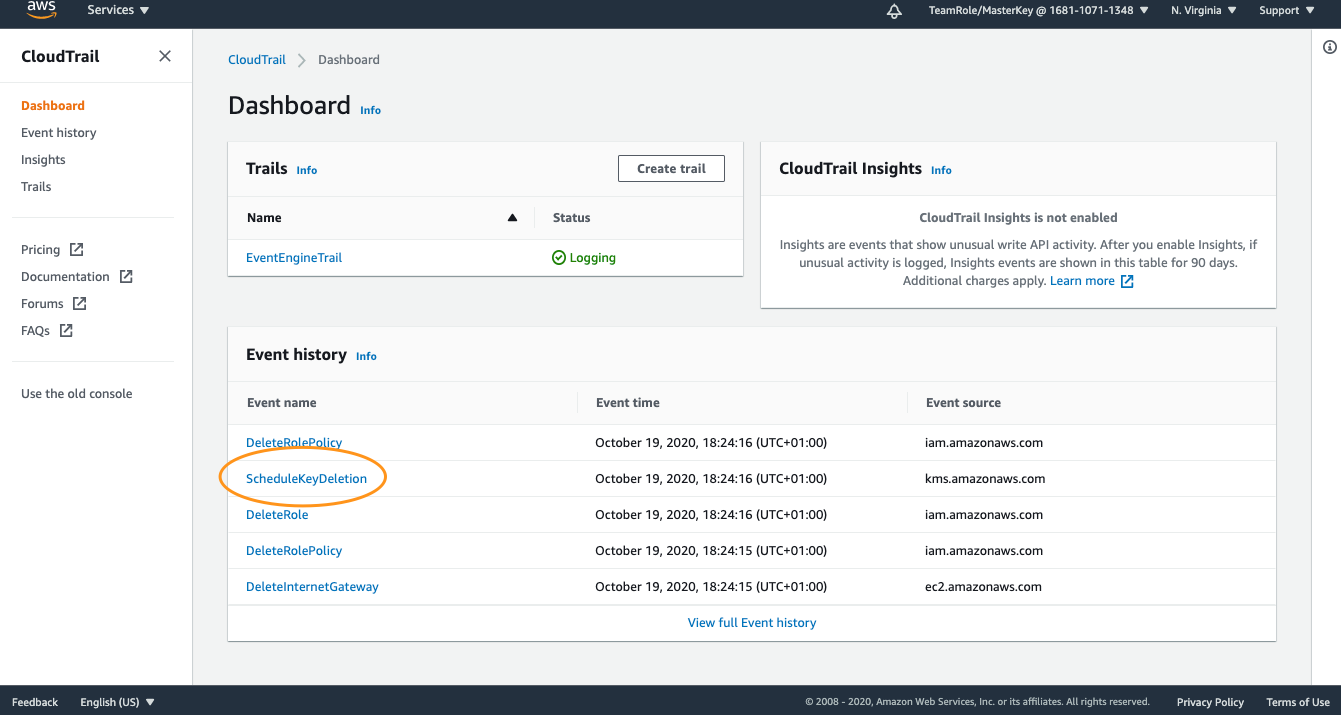 aws
Services
TeamRole/MasterKey @ 1681-1071-1348
N. Virginia
Support
CloudTrail
Dashboard
Event history
Insights
Trails
Pricing
Documentation
Forums
FAQs
Use the old console
CloudTrail Dashboard
Dashboard Info
Trails Info
Create trail
Name Status
EventEngineTrail Logging
CloudTrail Insights Info
CloudTrail Insights is not enabled
Insights are events that show unusual write API activity. After you enable Insights, if
unusual activity is logged, Insights events are shown in this table for 90 days.
Additional charges apply. Learn more
Event history Info
Event name Event time Event source
DeleteRolePolicy October 19, 2020, 18:24:16 (UTC+01:00) iam.amazonaws.com
ScheduleKeyDeletion October 19, 2020, 18:24:16 (UTC+01:00) kms.amazonaws.com
DeleteRole October 19, 2020, 18:24:16 (UTC+01:00) iam.amazonaws.com
DeleteRolePolicy October 19, 2020, 18:24:15 (UTC+01:00) iam.amazonaws.com
DeleteInternetGateway October 19, 2020, 18:24:15 (UTC+01:00) ec2.amazonaws.com
View full Event history
Feedback English (US) © 2008 - 2020, Amazon Web Services, Inc. or its affiliates. All rights reserved. Privacy Policy Terms of Use